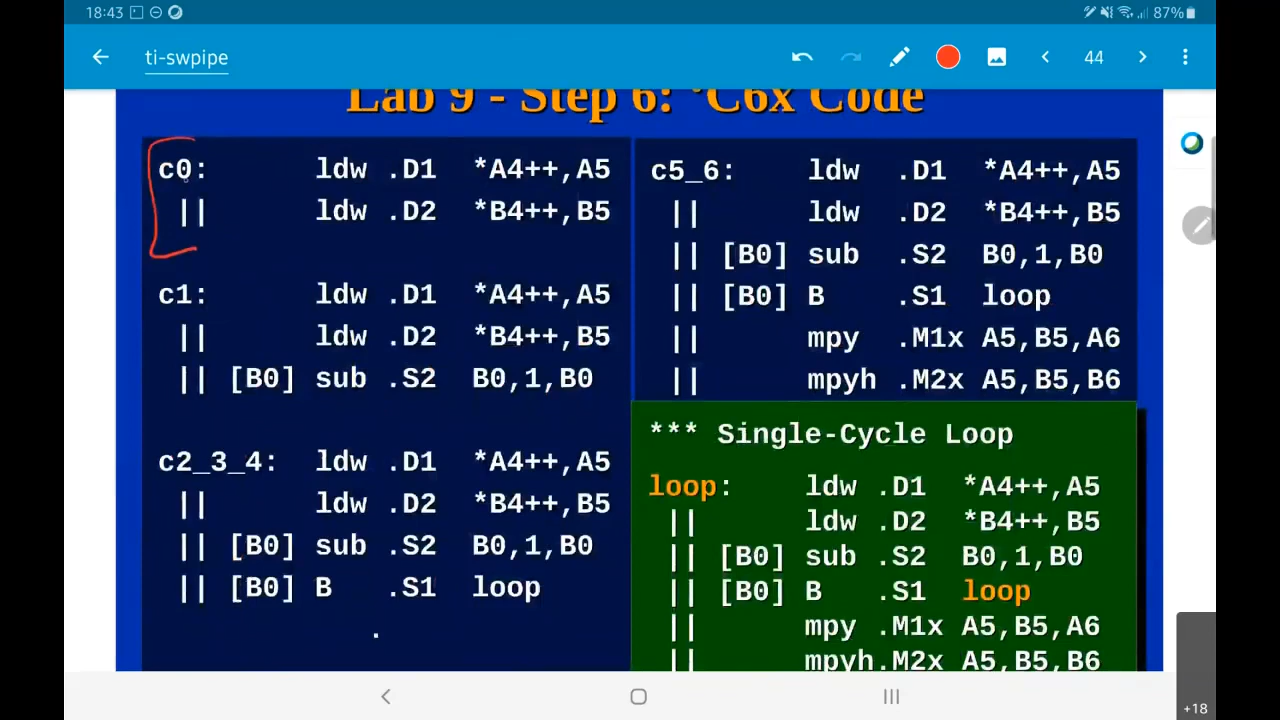 18:43
87%
ti-swpipe
44
Lab 9 - Step 6: 'C6x Code
c0: ldw .D1 *A4++,A5
|| ldw .D2 *B4++,B5
c1: ldw .D1 *A4++,A5
|| ldw .D2 *B4++,B5
|| [B0] sub .S2 B0,1,B0
c2_3_4: ldw .D1 *A4++,A5
|| ldw .D2 *B4++,B5
|| [B0] sub .S2 B0,1,B0
|| [B0] B .S1 loop
.
c5_6: ldw .D1 *A4++,A5
|| ldw .D2 *B4++,B5
|| [B0] sub .S2 B0,1,B0
|| [B0] B .S1 loop
|| mpy .M1x A5,B5,A6
|| mpyh .M2x A5,B5,B6
*** Single-Cycle Loop
loop: ldw .D1 *A4++,A5
|| ldw .D2 *B4++,B5
|| [B0] sub .S2 B0,1,B0
|| [B0] B .S1 loop
|| mpy .M1x A5,B5,A6
|| mpyh.M2x A5,B5,B6
+18